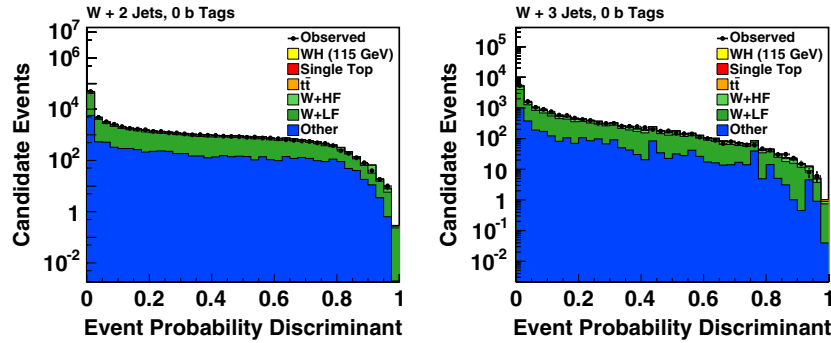 W + 2 Jets, 0 b Tags
Candidate Events
10^7
10^4
10^2
1
10^-2
Observed
WH (115 GeV)
Single Top
tt̄
W+HF
W+LF
Other
0 0.2 0.4 0.6 0.8 1
Event Probability Discriminant
W + 3 Jets, 0 b Tags
Candidate Events
10^5
10^4
10^3
10^2
10
1
10^-1
10^-2
Observed
WH (115 GeV)
Single Top
tt̄
W+HF
W+LF
Other
0 0.2 0.4 0.6 0.8 1
Event Probability Discriminant